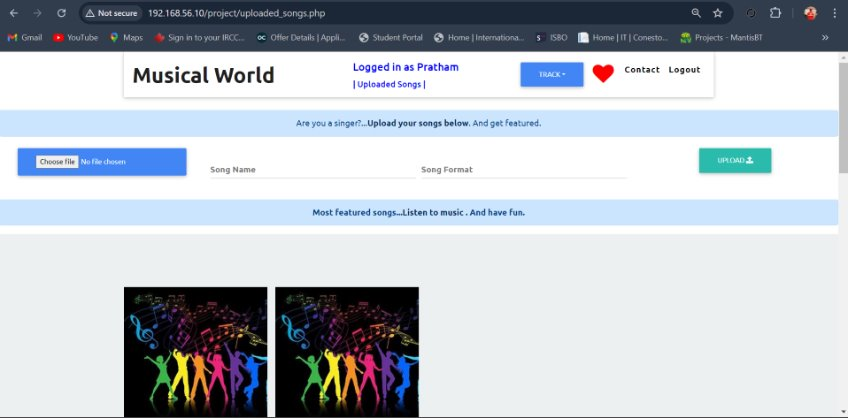 Not secure 192.168.56.10/project/uploaded_songs.php
Gmail YouTube Maps Sign in to your IRCC... Offer Details | Appli... Student Portal Home | Internationa... ISBO Home | IT | Conesto... Projects - MantisBT »
Musical World
Logged in as Pratham
| Uploaded Songs |
TRACK
Contact Logout
Are you a singer?...Upload your songs below. And get featured.
Choose file No file chosen
Song Name
Song Format
UPLOAD
Most featured songs...Listen to music . And have fun.